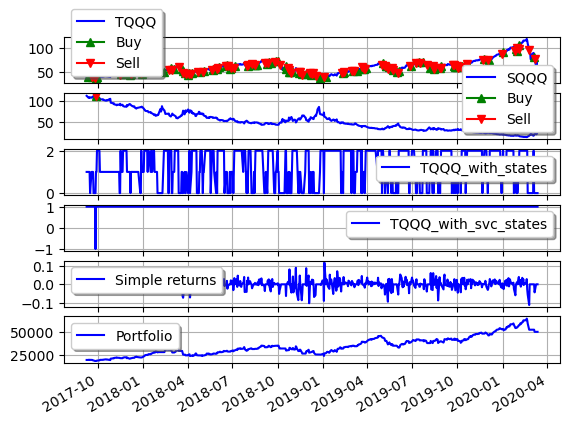 TQQQ
Buy
Sell
100
50
SQQQ
Buy
Sell
100
50
TQQQ_with_states
2
0
TQQQ_with_svc_states
1
0
−1
Simple returns
0.1
0.0
−0.1
Portfolio
50000
25000
2017-10
2018-01
2018-04
2018-07
2018-10
2019-01
2019-04
2019-07
2019-10
2020-01
2020-04